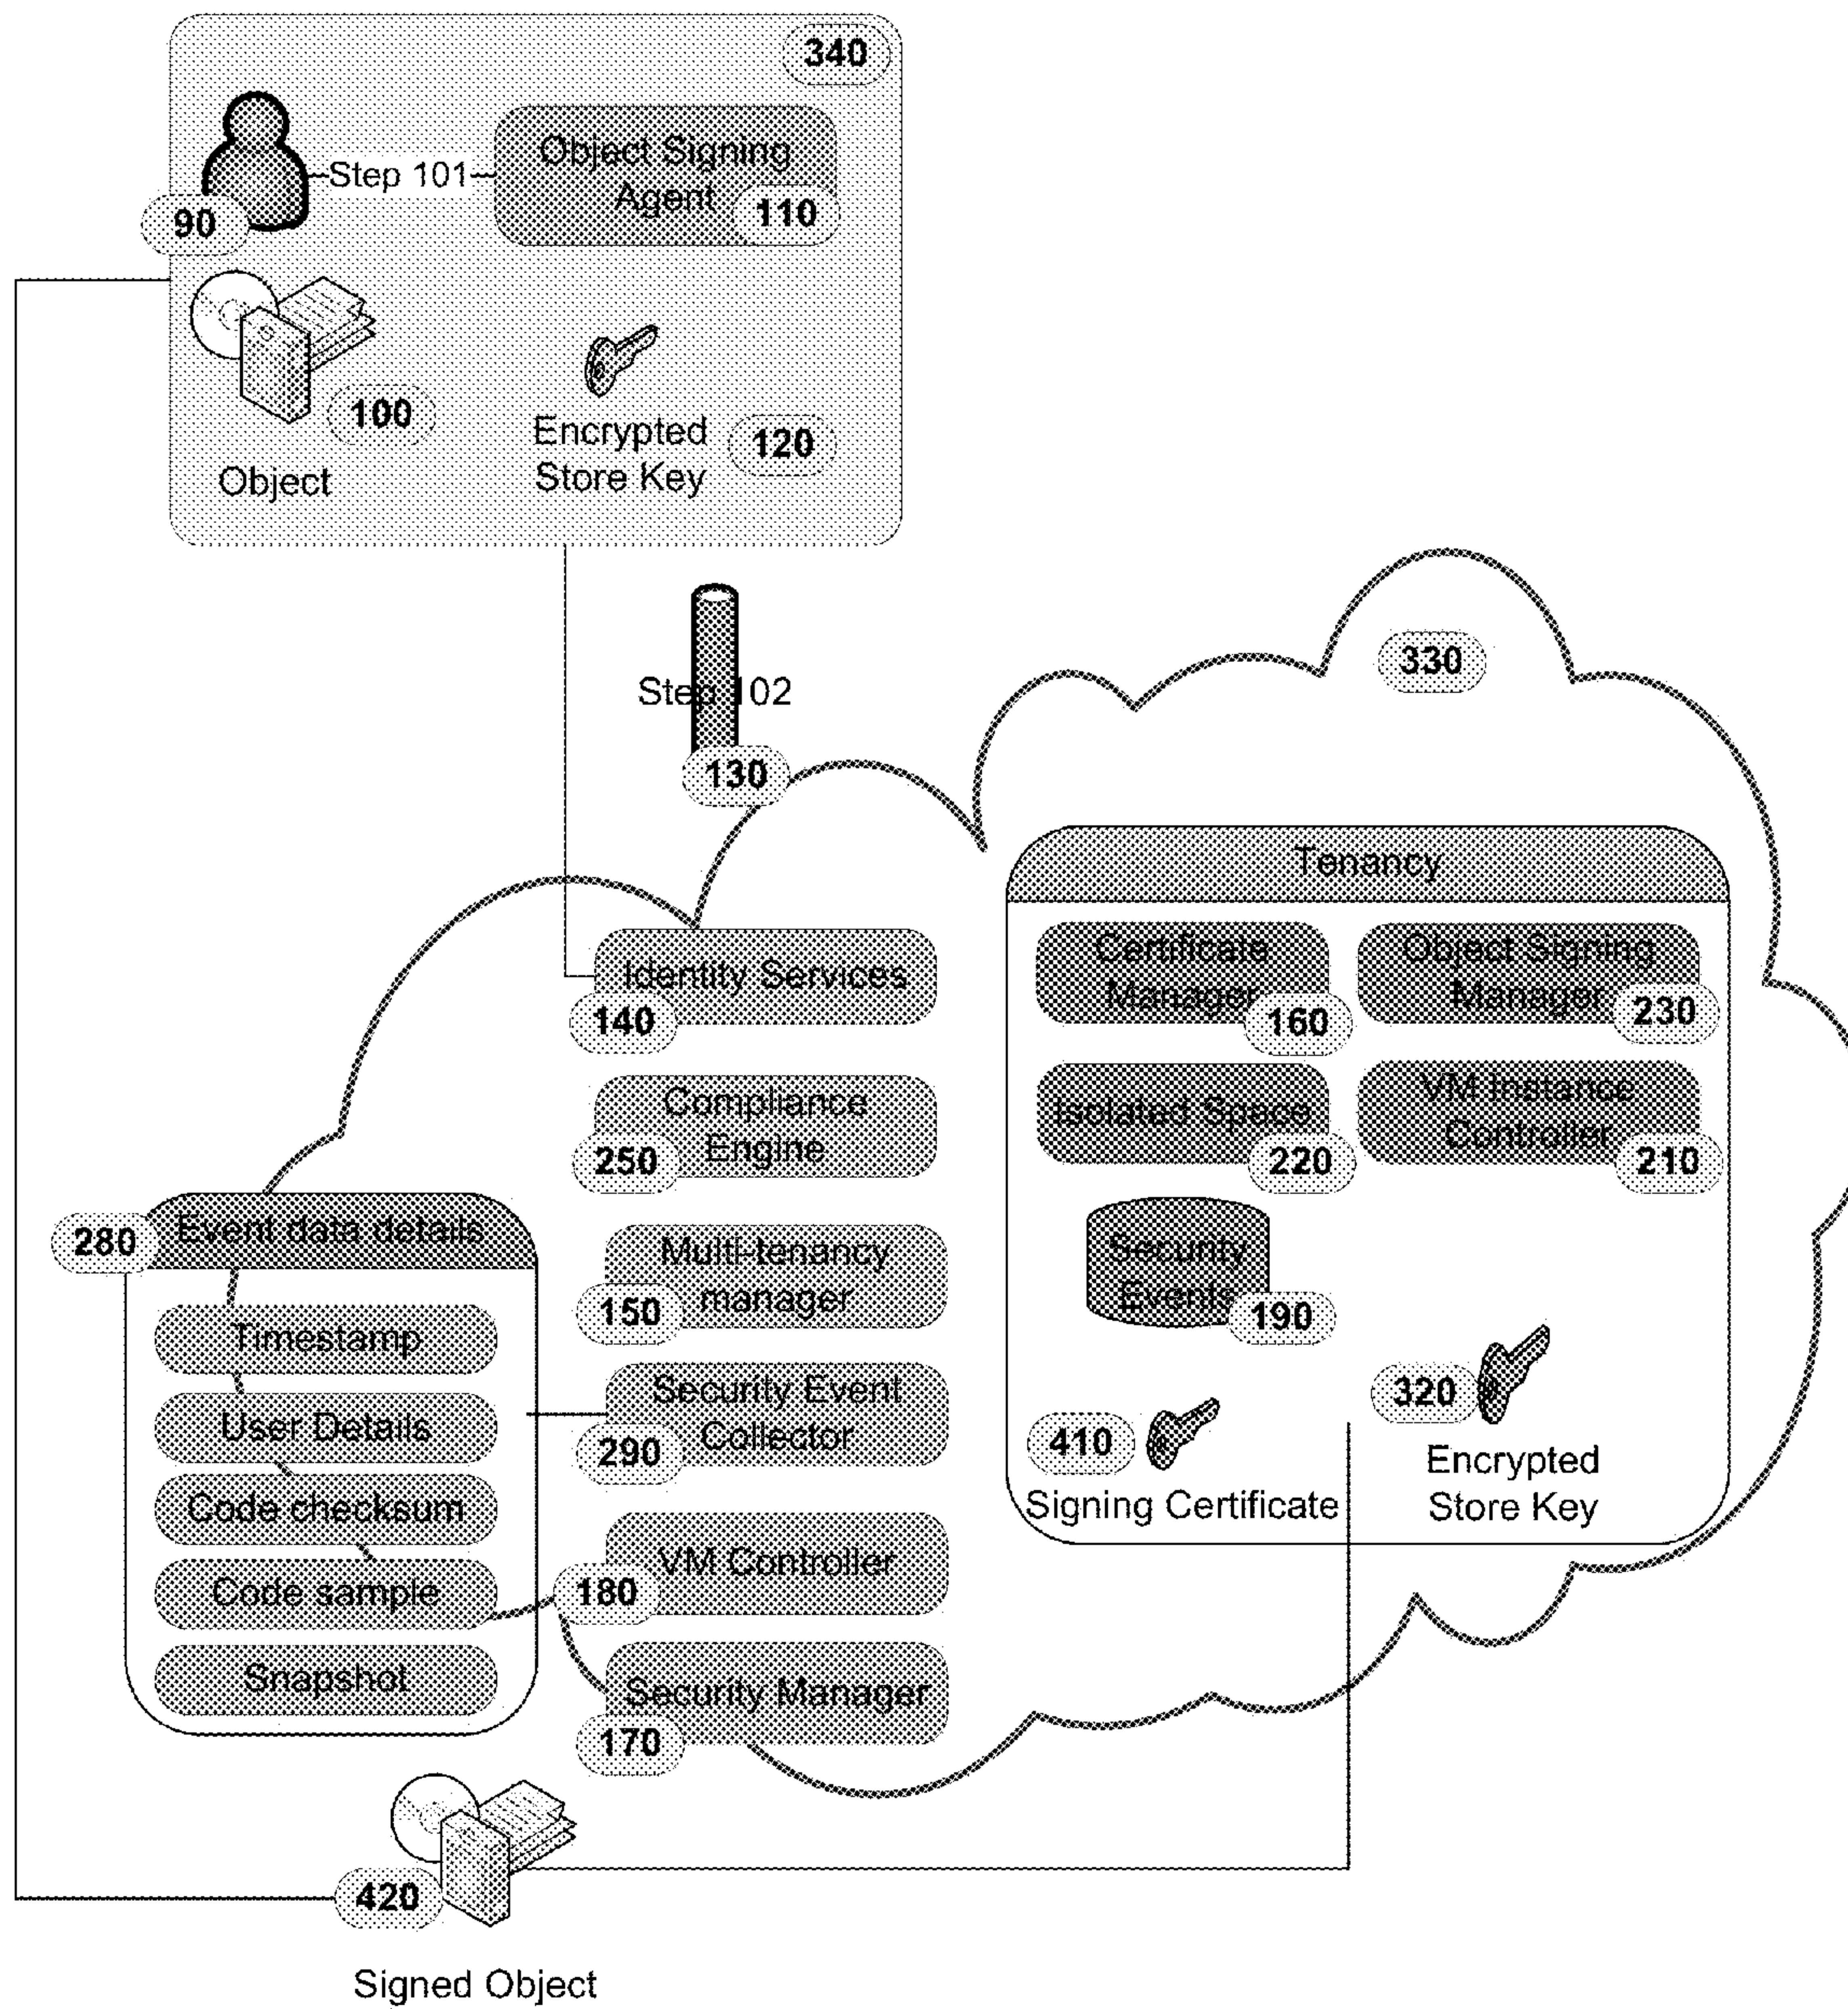 340
Step 101
Object Signing
Agent
110
90
100
Object
Encrypted
Store Key
120
Step 102
130
330
Tenancy
Certificate
Manager
160
Object Signing
Manager
230
Isolated Space
220
VM Instance
Controller
210
Security
Events
190
410
Signing Certificate
320
Encrypted
Store Key
Identity Services
140
Compliance
Engine
250
Multi-tenancy
manager
150
Security Event
Collector
290
VM Controller
180
Security Manager
170
280
Event data details
Timestamp
User Details
Code checksum
Code sample
Snapshot
420
Signed Object